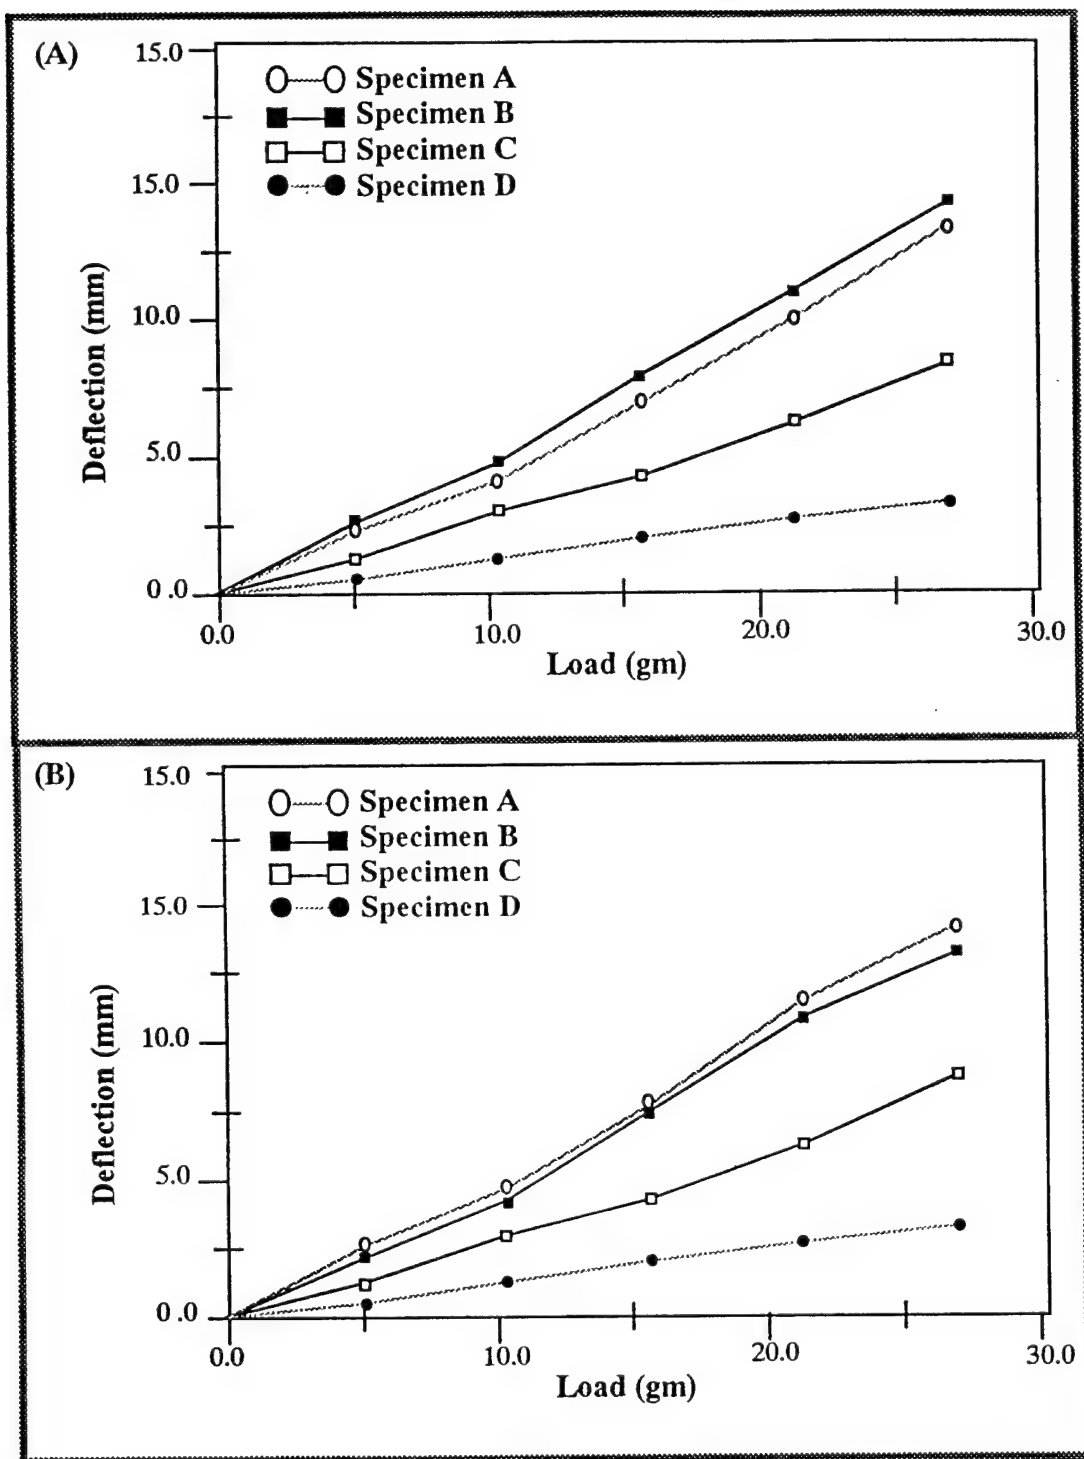 (A)
15.0
Specimen A
Specimen B
Specimen C
Specimen D
15.0
10.0
5.0
0.0
Deflection (mm)
0.0 10.0 20.0 30.0
Load (gm)
(B)
15.0
Specimen A
Specimen B
Specimen C
Specimen D
15.0
10.0
5.0
0.0
Deflection (mm)
0.0 10.0 20.0 30.0
Load (gm)